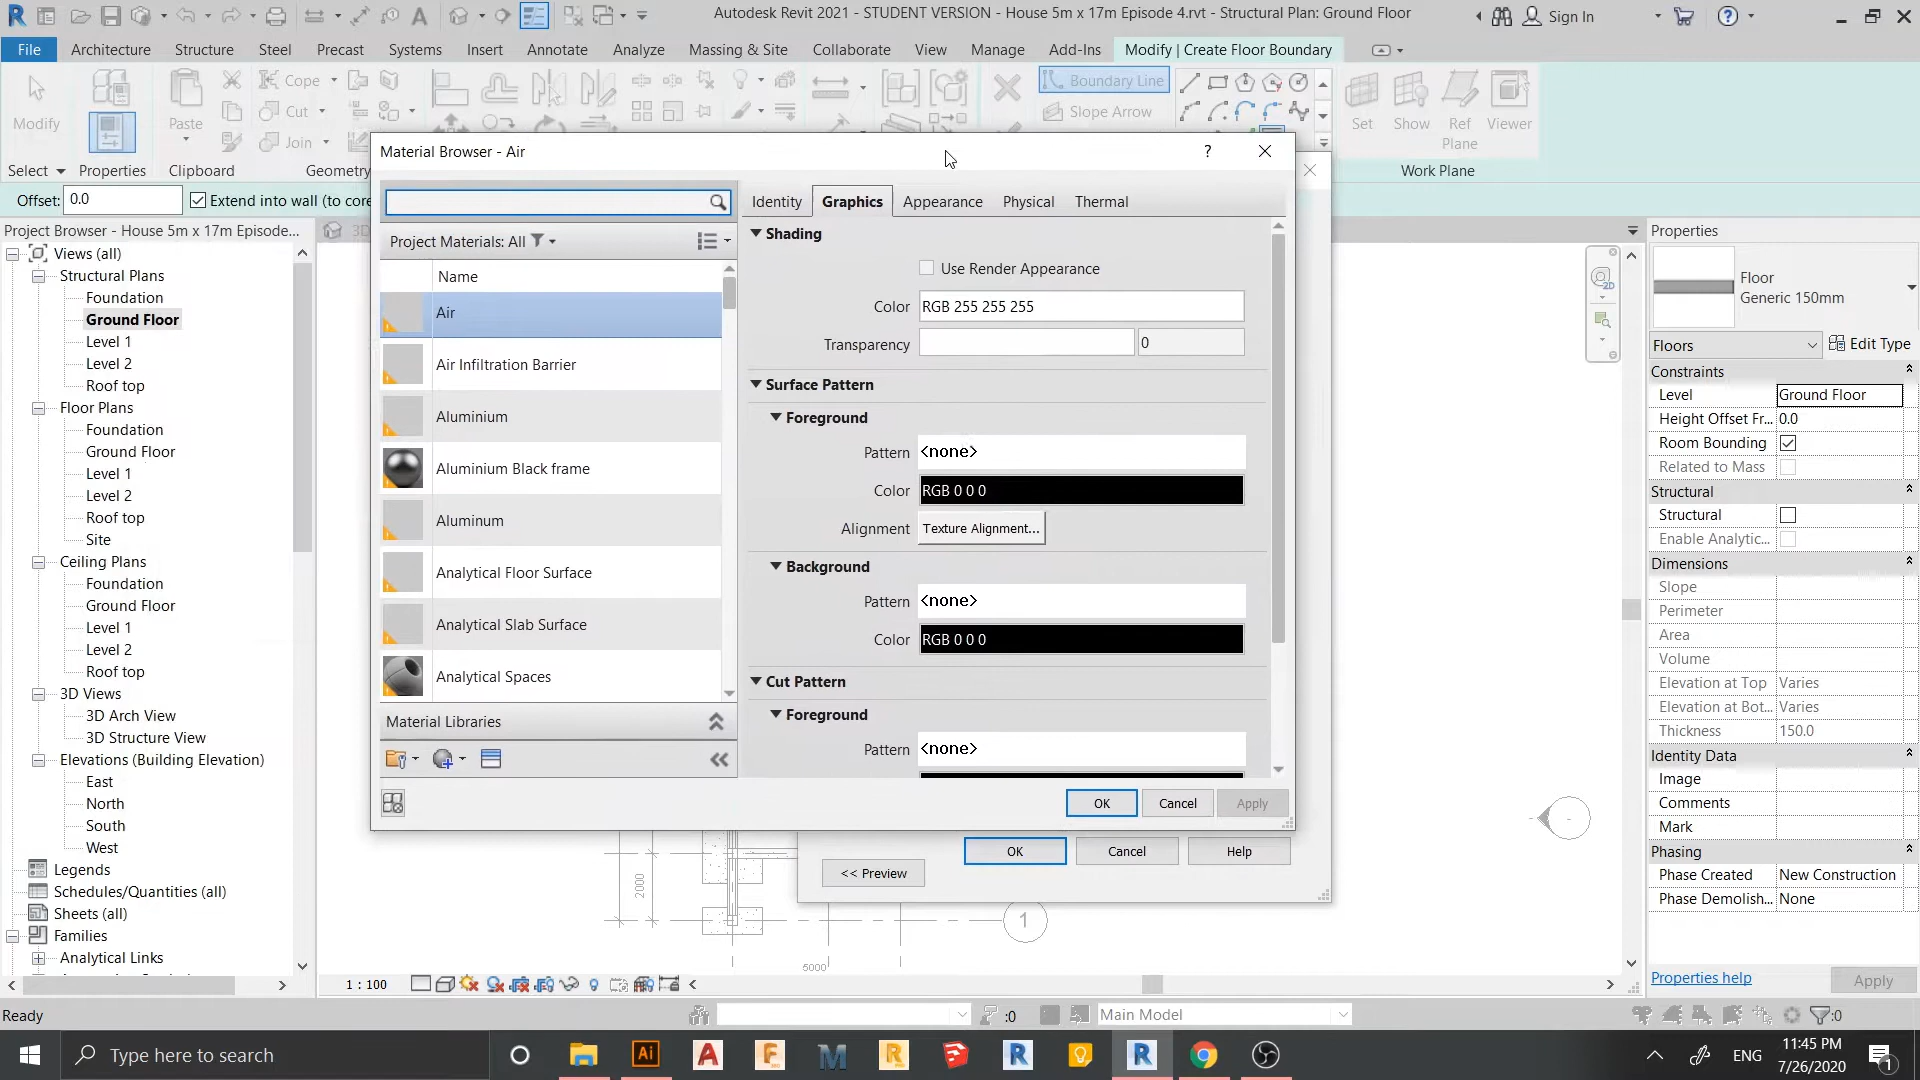 Autodesk Revit 2021 - STUDENT VERSION - House 5m x 17m Episode 4.rvt - Structural Plan: Ground Floor
Sign In
File Architecture Structure Steel Precast Systems Insert Annotate Analyze Massing & Site Collaborate View Manage Add-Ins Modify | Create Floor Boundary
Modify
Paste
Cope
Cut
Join
Boundary Line
Slope Arrow
Set Show Ref Plane Viewer
Select Properties Clipboard Geometry Work Plane
Offset: 0.0 Extend into wall (to core
Material Browser - Air
?
Project Materials: All
Name
Air
Air Infiltration Barrier
Aluminium
Aluminium Black frame
Aluminum
Analytical Floor Surface
Analytical Slab Surface
Analytical Spaces
Material Libraries
Identity Graphics Appearance Physical Thermal
Shading
Use Render Appearance
Color RGB 255 255 255
Transparency 0
Surface Pattern
Foreground
Pattern <none>
Color RGB 0 0 0
Alignment Texture Alignment...
Background
Pattern <none>
Color RGB 0 0 0
Cut Pattern
Foreground
Pattern <none>
OK Cancel Apply
OK Cancel Help
<< Preview
Project Browser - House 5m x 17m Episode...
Views (all)
Structural Plans
Foundation
Ground Floor
Level 1
Level 2
Roof top
Floor Plans
Foundation
Ground Floor
Level 1
Level 2
Roof top
Site
Ceiling Plans
Foundation
Ground Floor
Level 1
Level 2
Roof top
3D Views
3D Arch View
3D Structure View
Elevations (Building Elevation)
East
North
South
West
Legends
Schedules/Quantities (all)
Sheets (all)
Families
Analytical Links
3D
2000
1
5000
Properties
Floor
Generic 150mm
Floors Edit Type
Constraints
Level Ground Floor
Height Offset Fr... 0.0
Room Bounding
Related to Mass
Structural
Structural
Enable Analytic...
Dimensions
Slope
Perimeter
Area
Volume
Elevation at Top Varies
Elevation at Bot... Varies
Thickness 150.0
Identity Data
Image
Comments
Mark
Phasing
Phase Created New Construction
Phase Demolish... None
Properties help Apply
1 : 100
Ready
:0
Main Model
:0
Type here to search
ENG
11:45 PM
7/26/2020
1